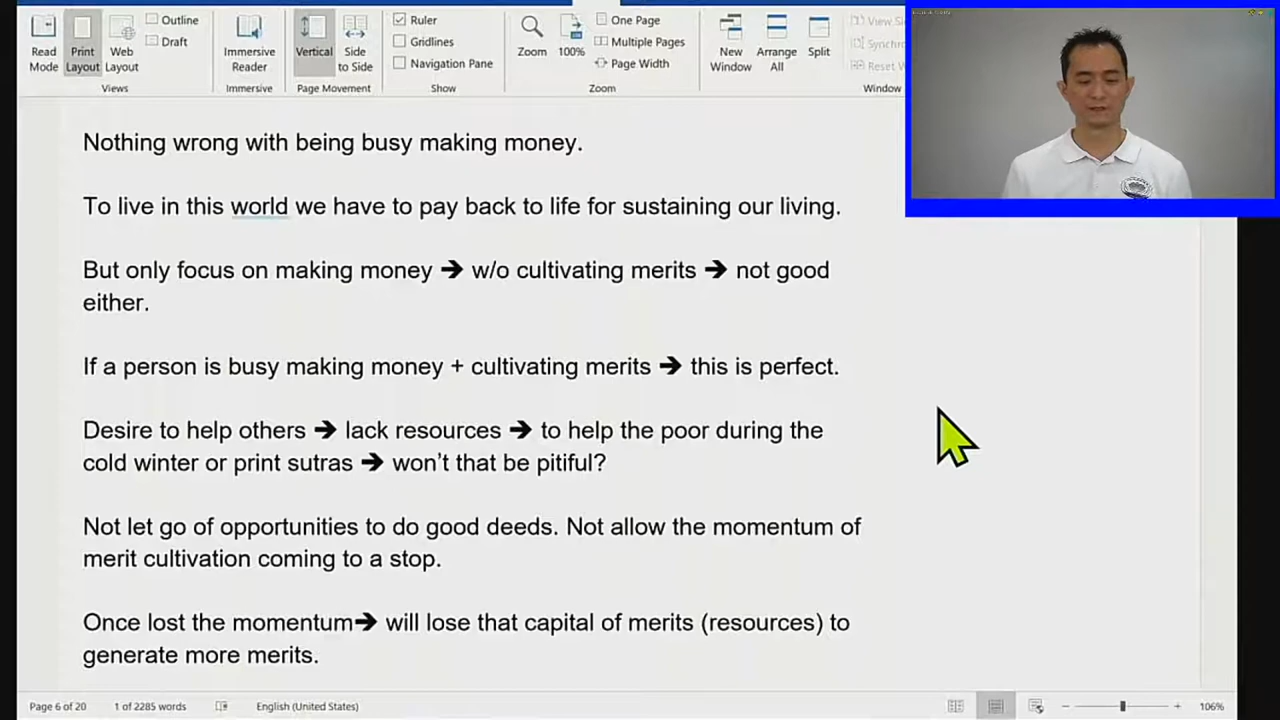 Outline
Draft
Read Mode
Print Layout
Web Layout
Views
Immersive Reader
Immersive
Vertical
Side to Side
Page Movement
Ruler
Gridlines
Navigation Pane
Show
Zoom
100%
One Page
Multiple Pages
Page Width
Zoom
New Window
Arrange All
Split
View Si
Synchro
Reset W
Window
Nothing wrong with being busy making money.
To live in this world we have to pay back to life for sustaining our living.
But only focus on making money ➔ w/o cultivating merits ➔ not good
either.
If a person is busy making money + cultivating merits ➔ this is perfect.
Desire to help others ➔ lack resources ➔ to help the poor during the
cold winter or print sutras ➔ won't that be pitiful?
Not let go of opportunities to do good deeds. Not allow the momentum of
merit cultivation coming to a stop.
Once lost the momentum➔ will lose that capital of merits (resources) to
generate more merits.
Page 6 of 20
1 of 2285 words
English (United States)
106%